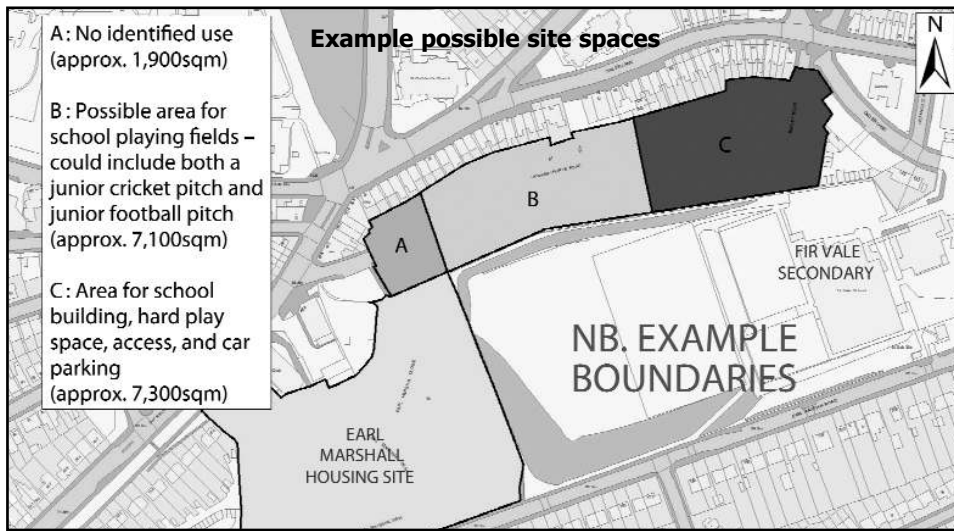 Example possible site spaces
N
A : No identified use
(approx. 1,900sqm)
B : Possible area for
school playing fields –
could include both a
junior cricket pitch and
junior football pitch
(approx. 7,100sqm)
C : Area for school
building, hard play
space, access, and car
parking
(approx. 7,300sqm)
C
B
A
FIR VALE
SECONDARY
NB. EXAMPLE
BOUNDARIES
EARL
MARSHALL
HOUSING SITE